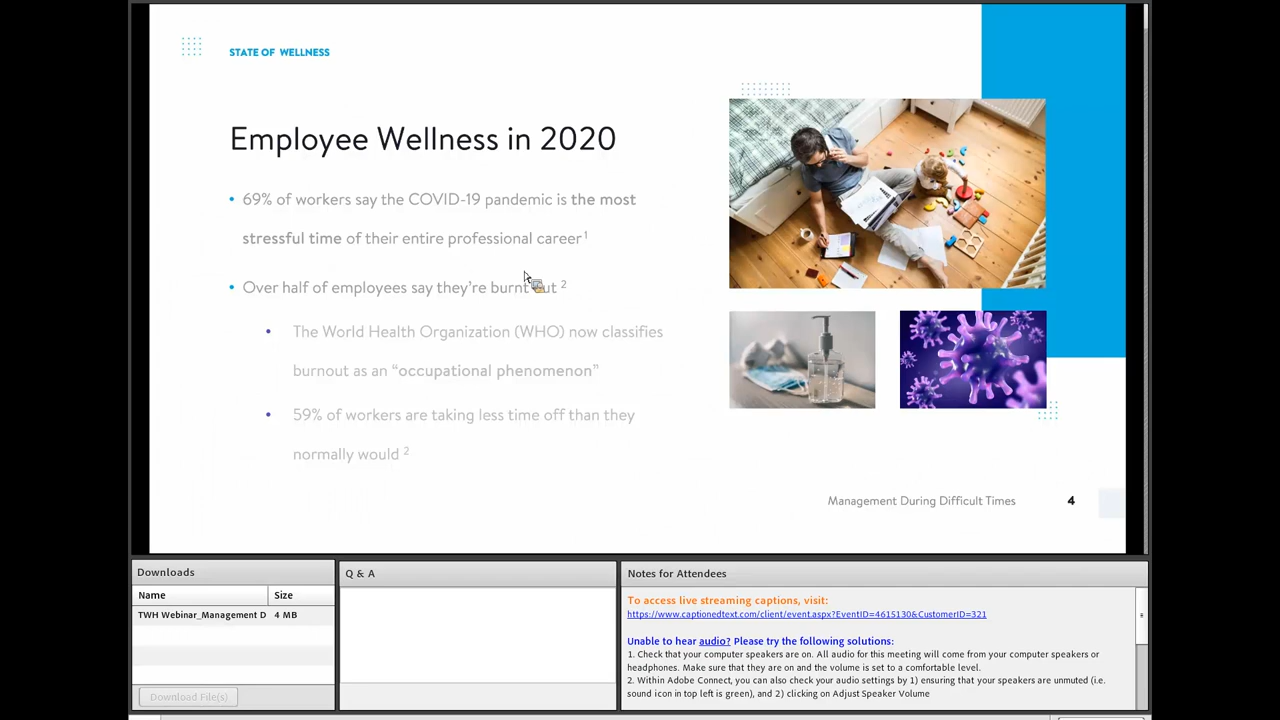 STATE OF WELLNESS
Employee Wellness in 2020
• 69% of workers say the COVID-19 pandemic is the most
stressful time of their entire professional career 1
• Over half of employees say they're burnt out 2
• The World Health Organization (WHO) now classifies
burnout as an “occupational phenomenon”
• 59% of workers are taking less time off than they
normally would 2
Management During Difficult Times 4
Downloads
Name Size
TWH Webinar_Management D 4 MB
Download File(s)
Q & A
Notes for Attendees
To access live streaming captions, visit:
https://www.captionedtext.com/client/event.aspx?EventID=4615130&CustomerID=321
Unable to hear audio? Please try the following solutions:
1. Check that your computer speakers are on. All audio for this meeting will come from your computer speakers or
headphones. Make sure that they are on and the volume is set to a comfortable level.
2. Within Adobe Connect, you can also check your audio settings by 1) ensuring that your speakers are unmuted (i.e.
sound icon in top left is green), and 2) clicking on Adjust Speaker Volume